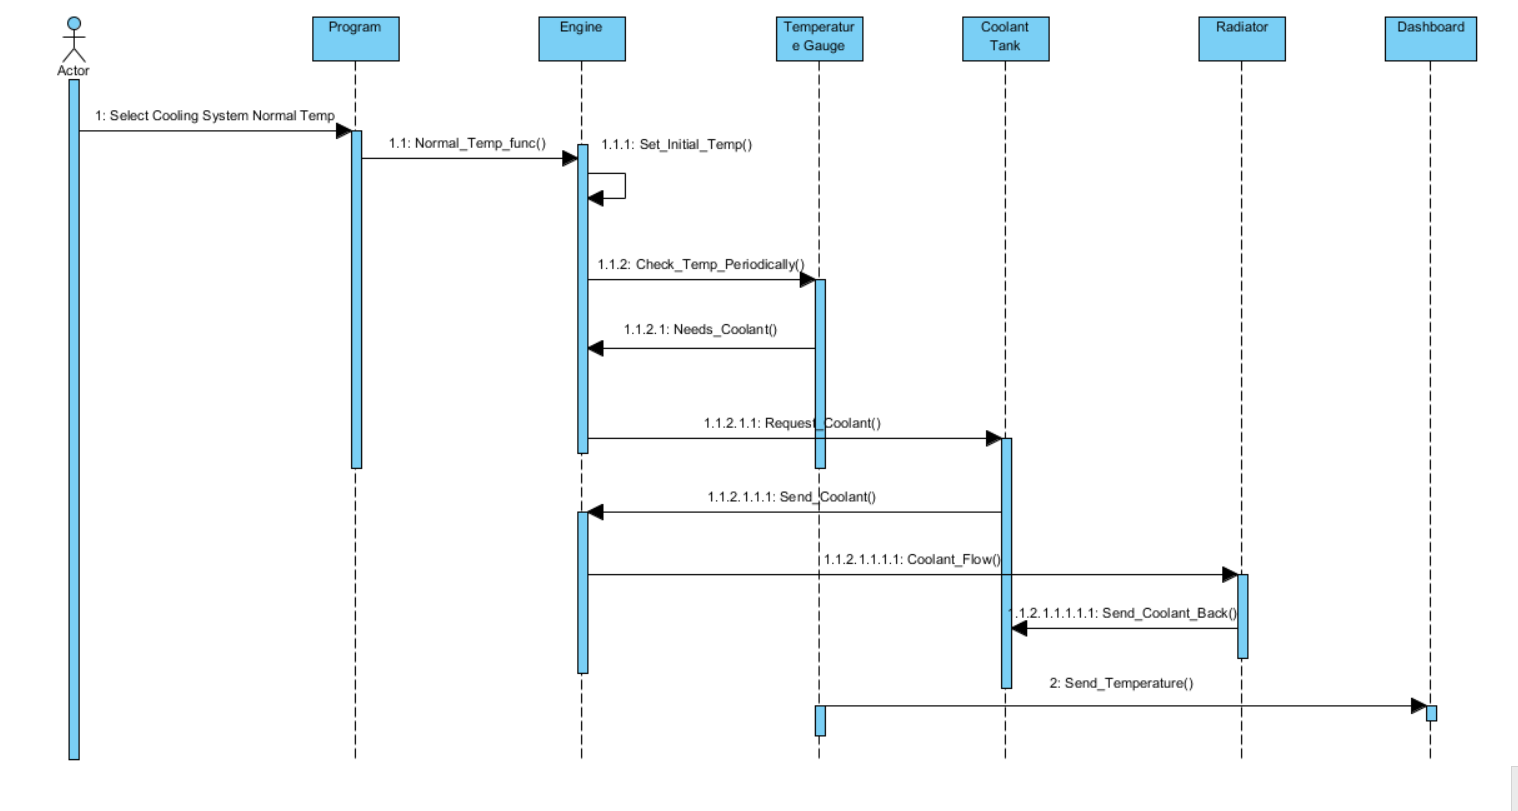 Program
Engine
Temperatur
e Gauge
Coolant
Tank
Radiator
Dashboard
Actor
1: Select Cooling System Normal Temp
1.1: Normal_Temp_func()
1.1.1: Set_Initial_Temp()
1.1.2: Check_Temp_Periodically()
1.1.2.1: Needs_Coolant()
1.1.2.1.1: Request_Coolant()
1.1.2.1.1.1: Send_Coolant()
1.1.2.1.1.1.1: Coolant_Flow()
1.1.2.1.1.1.1.1: Send_Coolant_Back()
2: Send_Temperature()